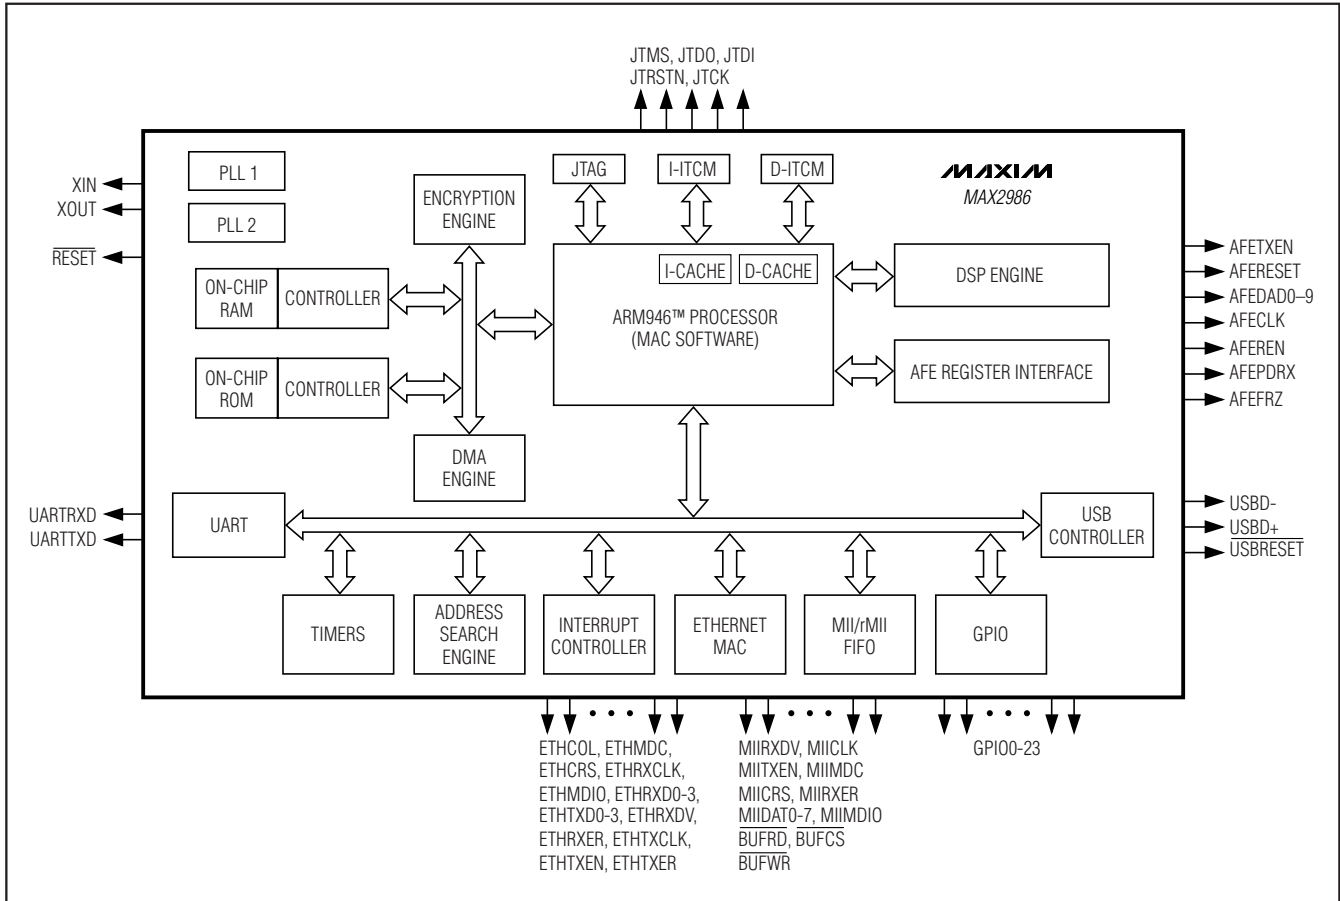 JTMS, JTDO, JTDI
JTRSTN, JTCK
XIN
XOUT
RESET
PLL 1
PLL 2
ENCRYPTION
ENGINE
JTAG
I-ITCM
D-ITCM
MAXIM
MAX2986
ON-CHIP
RAM
CONTROLLER
ON-CHIP
ROM
CONTROLLER
I-CACHE
D-CACHE
ARM946™ PROCESSOR
(MAC SOFTWARE)
DSP ENGINE
AFE REGISTER INTERFACE
AFETXEN
AFERESET
AFEDAD0–9
AFECLK
AFEREN
AFEPDRX
AFEFRZ
DMA
ENGINE
UARTRXD
UARTTXD
UART
USB
CONTROLLER
USBD-
USBD+
USBRESET
TIMERS
ADDRESS
SEARCH
ENGINE
INTERRUPT
CONTROLLER
ETHERNET
MAC
MII/rMII
FIFO
GPIO
ETHCOL, ETHMDC,
ETHCRS, ETHRXCLK,
ETHMDIO, ETHRXD0-3,
ETHTXD0-3, ETHRXDV,
ETHRXER, ETHTXCLK,
ETHTXEN, ETHTXER
MIIRXDV, MIICLK
MIITXEN, MIIMDC
MIICRS, MIIRXER
MIIDAT0-7, MIIMDIO
BUFRD, BUFCS
BUFWR
GPIO0-23